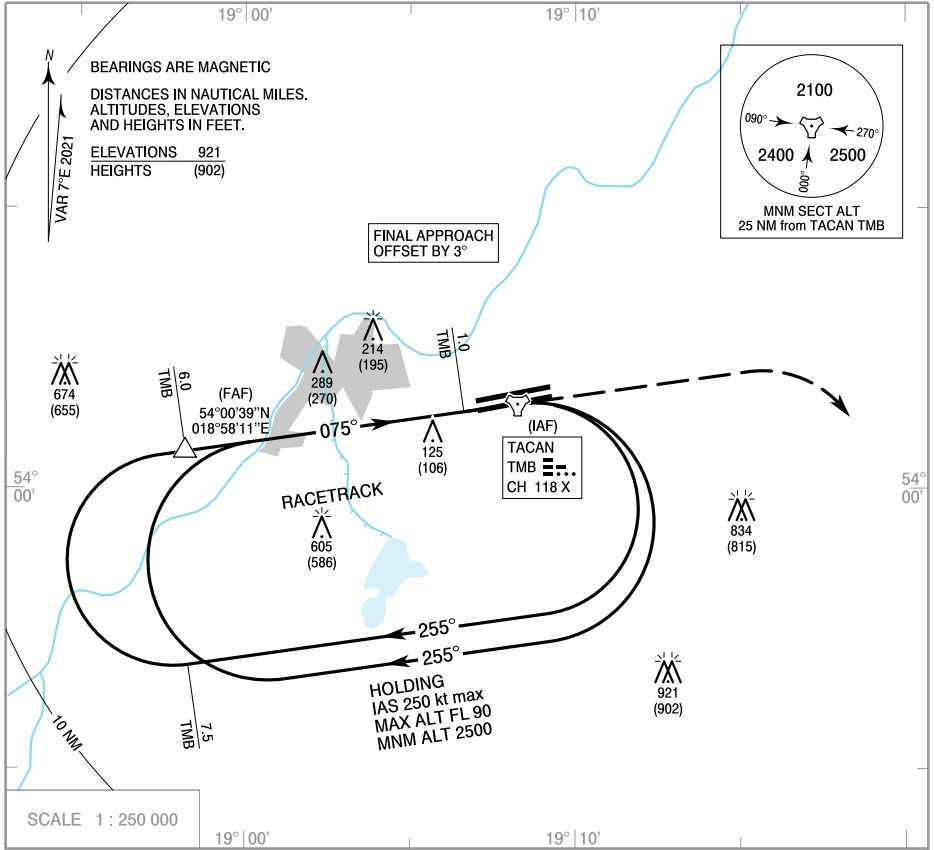 19° 00'
19° 10'
N
VAR 7°E 2021
BEARINGS ARE MAGNETIC
DISTANCES IN NAUTICAL MILES.
ALTITUDES, ELEVATIONS
AND HEIGHTS IN FEET.
ELEVATIONS 921
HEIGHTS (902)
2100
090°
270°
2400
2500
000°
MNM SECT ALT
25 NM from TACAN TMB
FINAL APPROACH
OFFSET BY 3°
214
(195)
1.0
TMB
289
(270)
674
(655)
6.0
TMB
(FAF)
54°00'39"N
018°58'11"E
075°
125
(106)
(IAF)
TACAN
TMB
CH 118 X
54°
00'
54°
00'
RACETRACK
605
(586)
834
(815)
255°
255°
HOLDING
IAS 250 kt max
MAX ALT FL 90
MNM ALT 2500
921
(902)
7.5
TMB
10 NM
SCALE 1 : 250 000
19° 00'
19° 10'